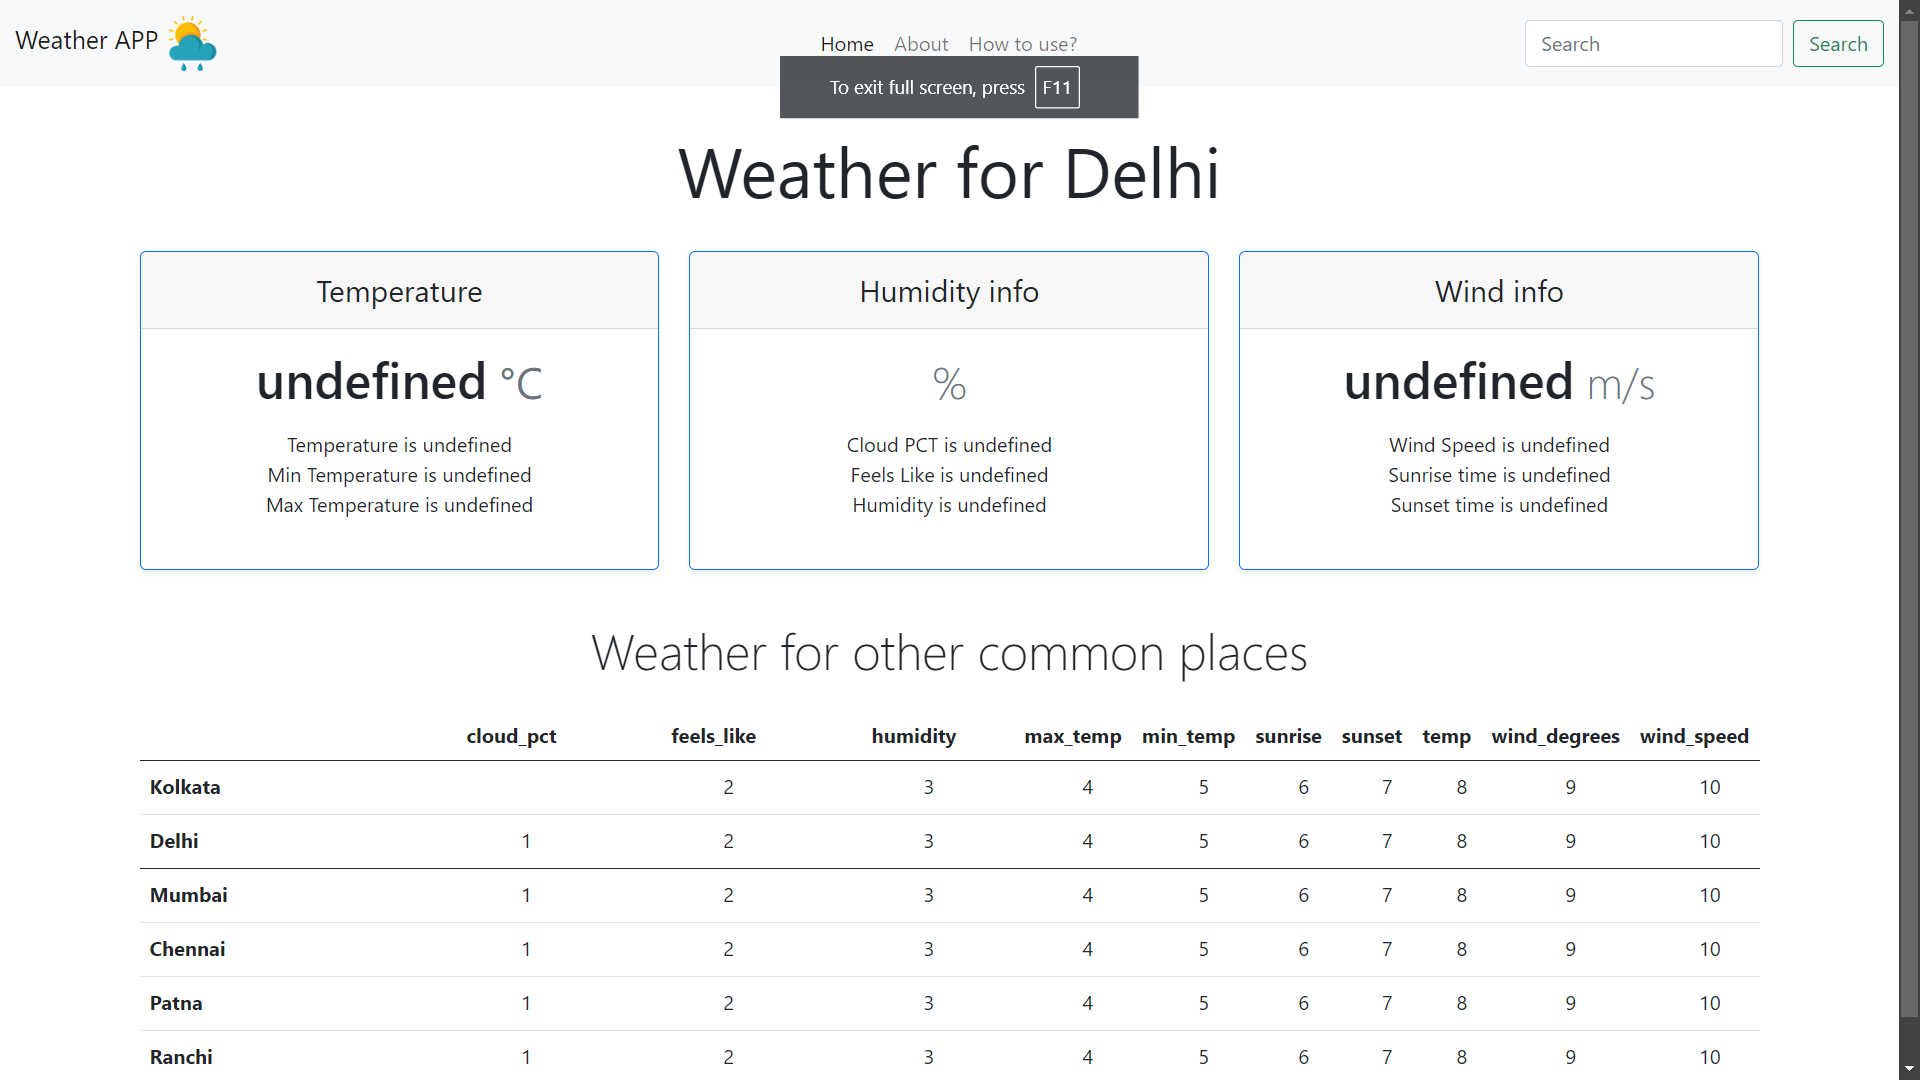 Weather APP
Home About How to use?
Search
Search
To exit full screen, press F11
Weather for Delhi
Temperature
undefined °C
Temperature is undefined
Min Temperature is undefined
Max Temperature is undefined
Humidity info
%
Cloud PCT is undefined
Feels Like is undefined
Humidity is undefined
Wind info
undefined m/s
Wind Speed is undefined
Sunrise time is undefined
Sunset time is undefined
Weather for other common places
cloud_pct feels_like humidity max_temp min_temp sunrise sunset temp wind_degrees wind_speed
Kolkata 2 3 4 5 6 7 8 9 10
Delhi 1 2 3 4 5 6 7 8 9 10
Mumbai 1 2 3 4 5 6 7 8 9 10
Chennai 1 2 3 4 5 6 7 8 9 10
Patna 1 2 3 4 5 6 7 8 9 10
Ranchi 1 2 3 4 5 6 7 8 9 10